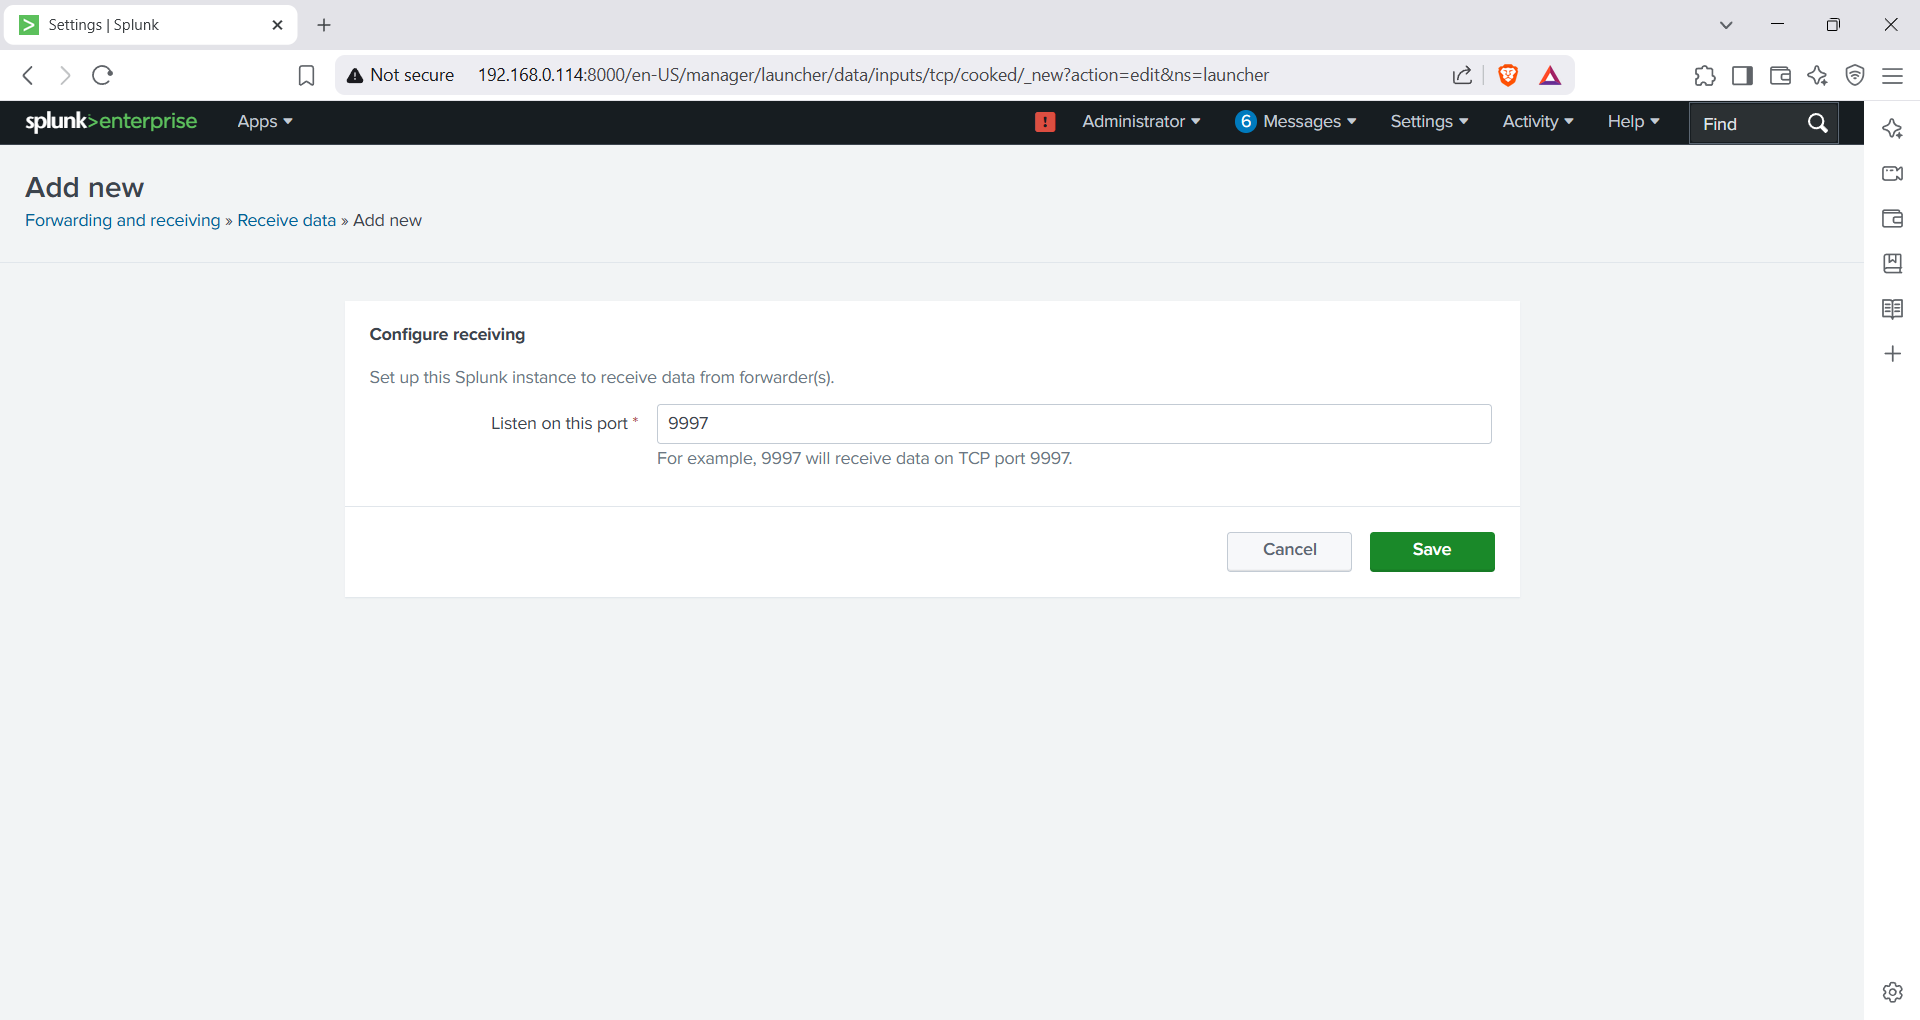 Settings | Splunk
Not secure 192.168.0.114:8000/en-US/manager/launcher/data/inputs/tcp/cooked/_new?action=edit&ns=launcher
splunk>enterprise Apps ! Administrator 6 Messages Settings Activity Help Find
Add new
Forwarding and receiving » Receive data » Add new
Configure receiving
Set up this Splunk instance to receive data from forwarder(s).
Listen on this port * 9997
For example, 9997 will receive data on TCP port 9997.
Cancel Save